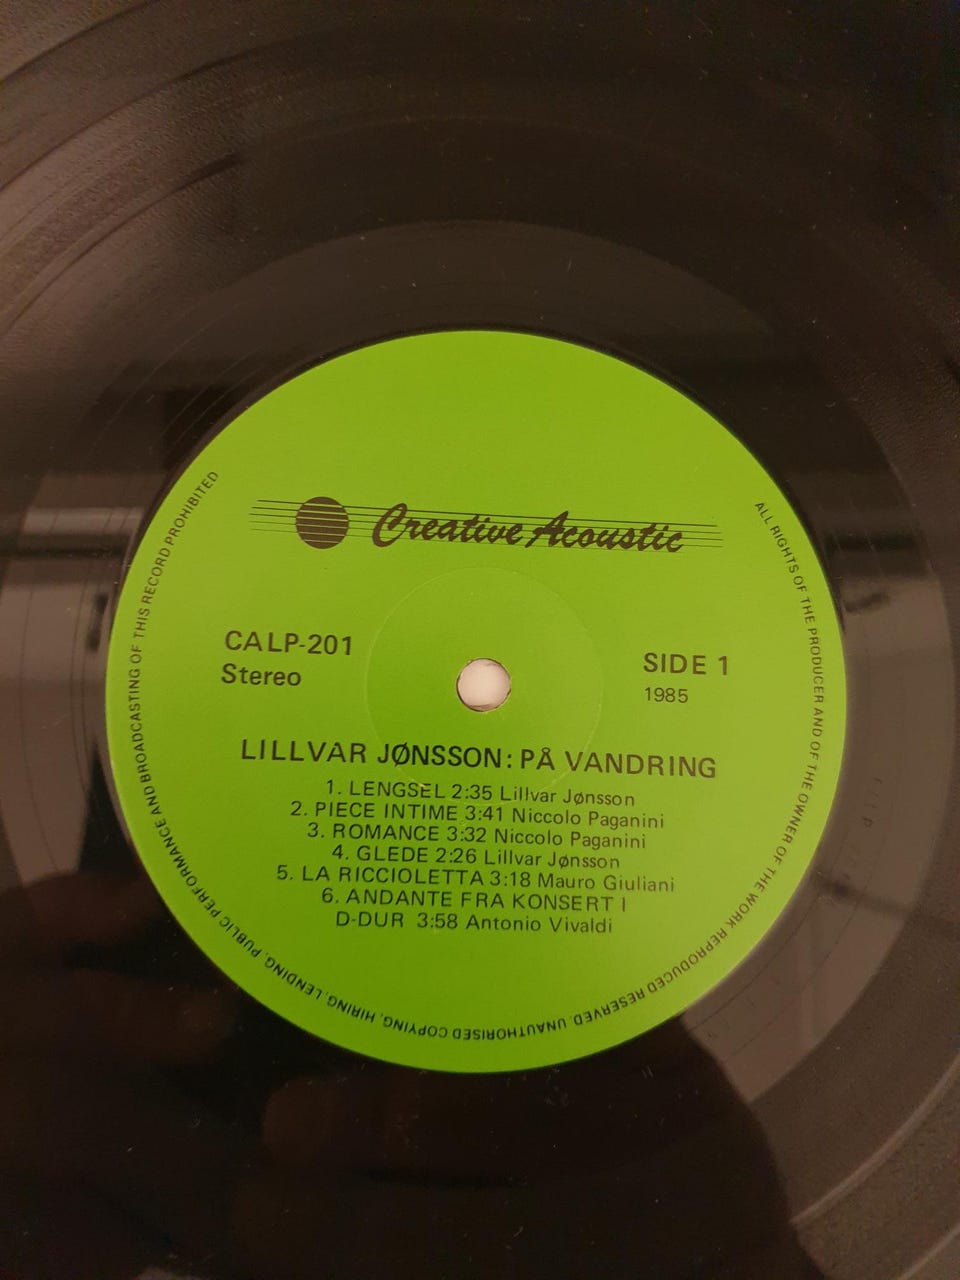 Creative Acoustic
CALP-201
Stereo
SIDE 1
1985
LILLVAR JØNSSON: PÅ VANDRING
1. LENGSEL 2:35 Lillvar Jønsson
2. PIECE INTIME 3:41 Niccolo Paganini
3. ROMANCE 3:32 Niccolo Paganini
4. GLEDE 2:26 Lillvar Jønsson
5. LA RICCIOLETTA 3:18 Mauro Giuliani
6. ANDANTE FRA KONSERT I
D-DUR 3:58 Antonio Vivaldi
ALL RIGHTS OF THE PRODUCER AND OF THE OWNER OF THE WORK REPRODUCED RESERVED. UNAUTHORISED COPYING, HIRING, LENDING, PUBLIC PERFORMANCE AND BROADCASTING OF THIS RECORD PROHIBITED